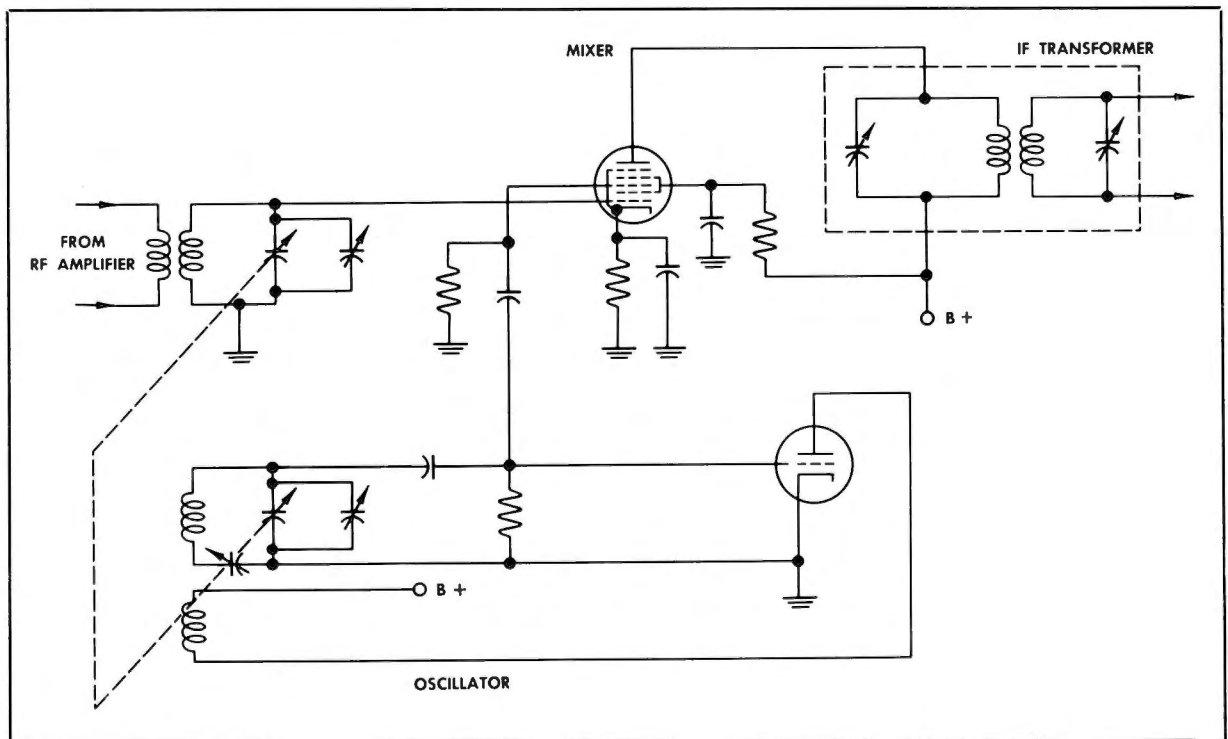 MIXER
IF TRANSFORMER
FROM
RF AMPLIFIER
B +
B +
OSCILLATOR